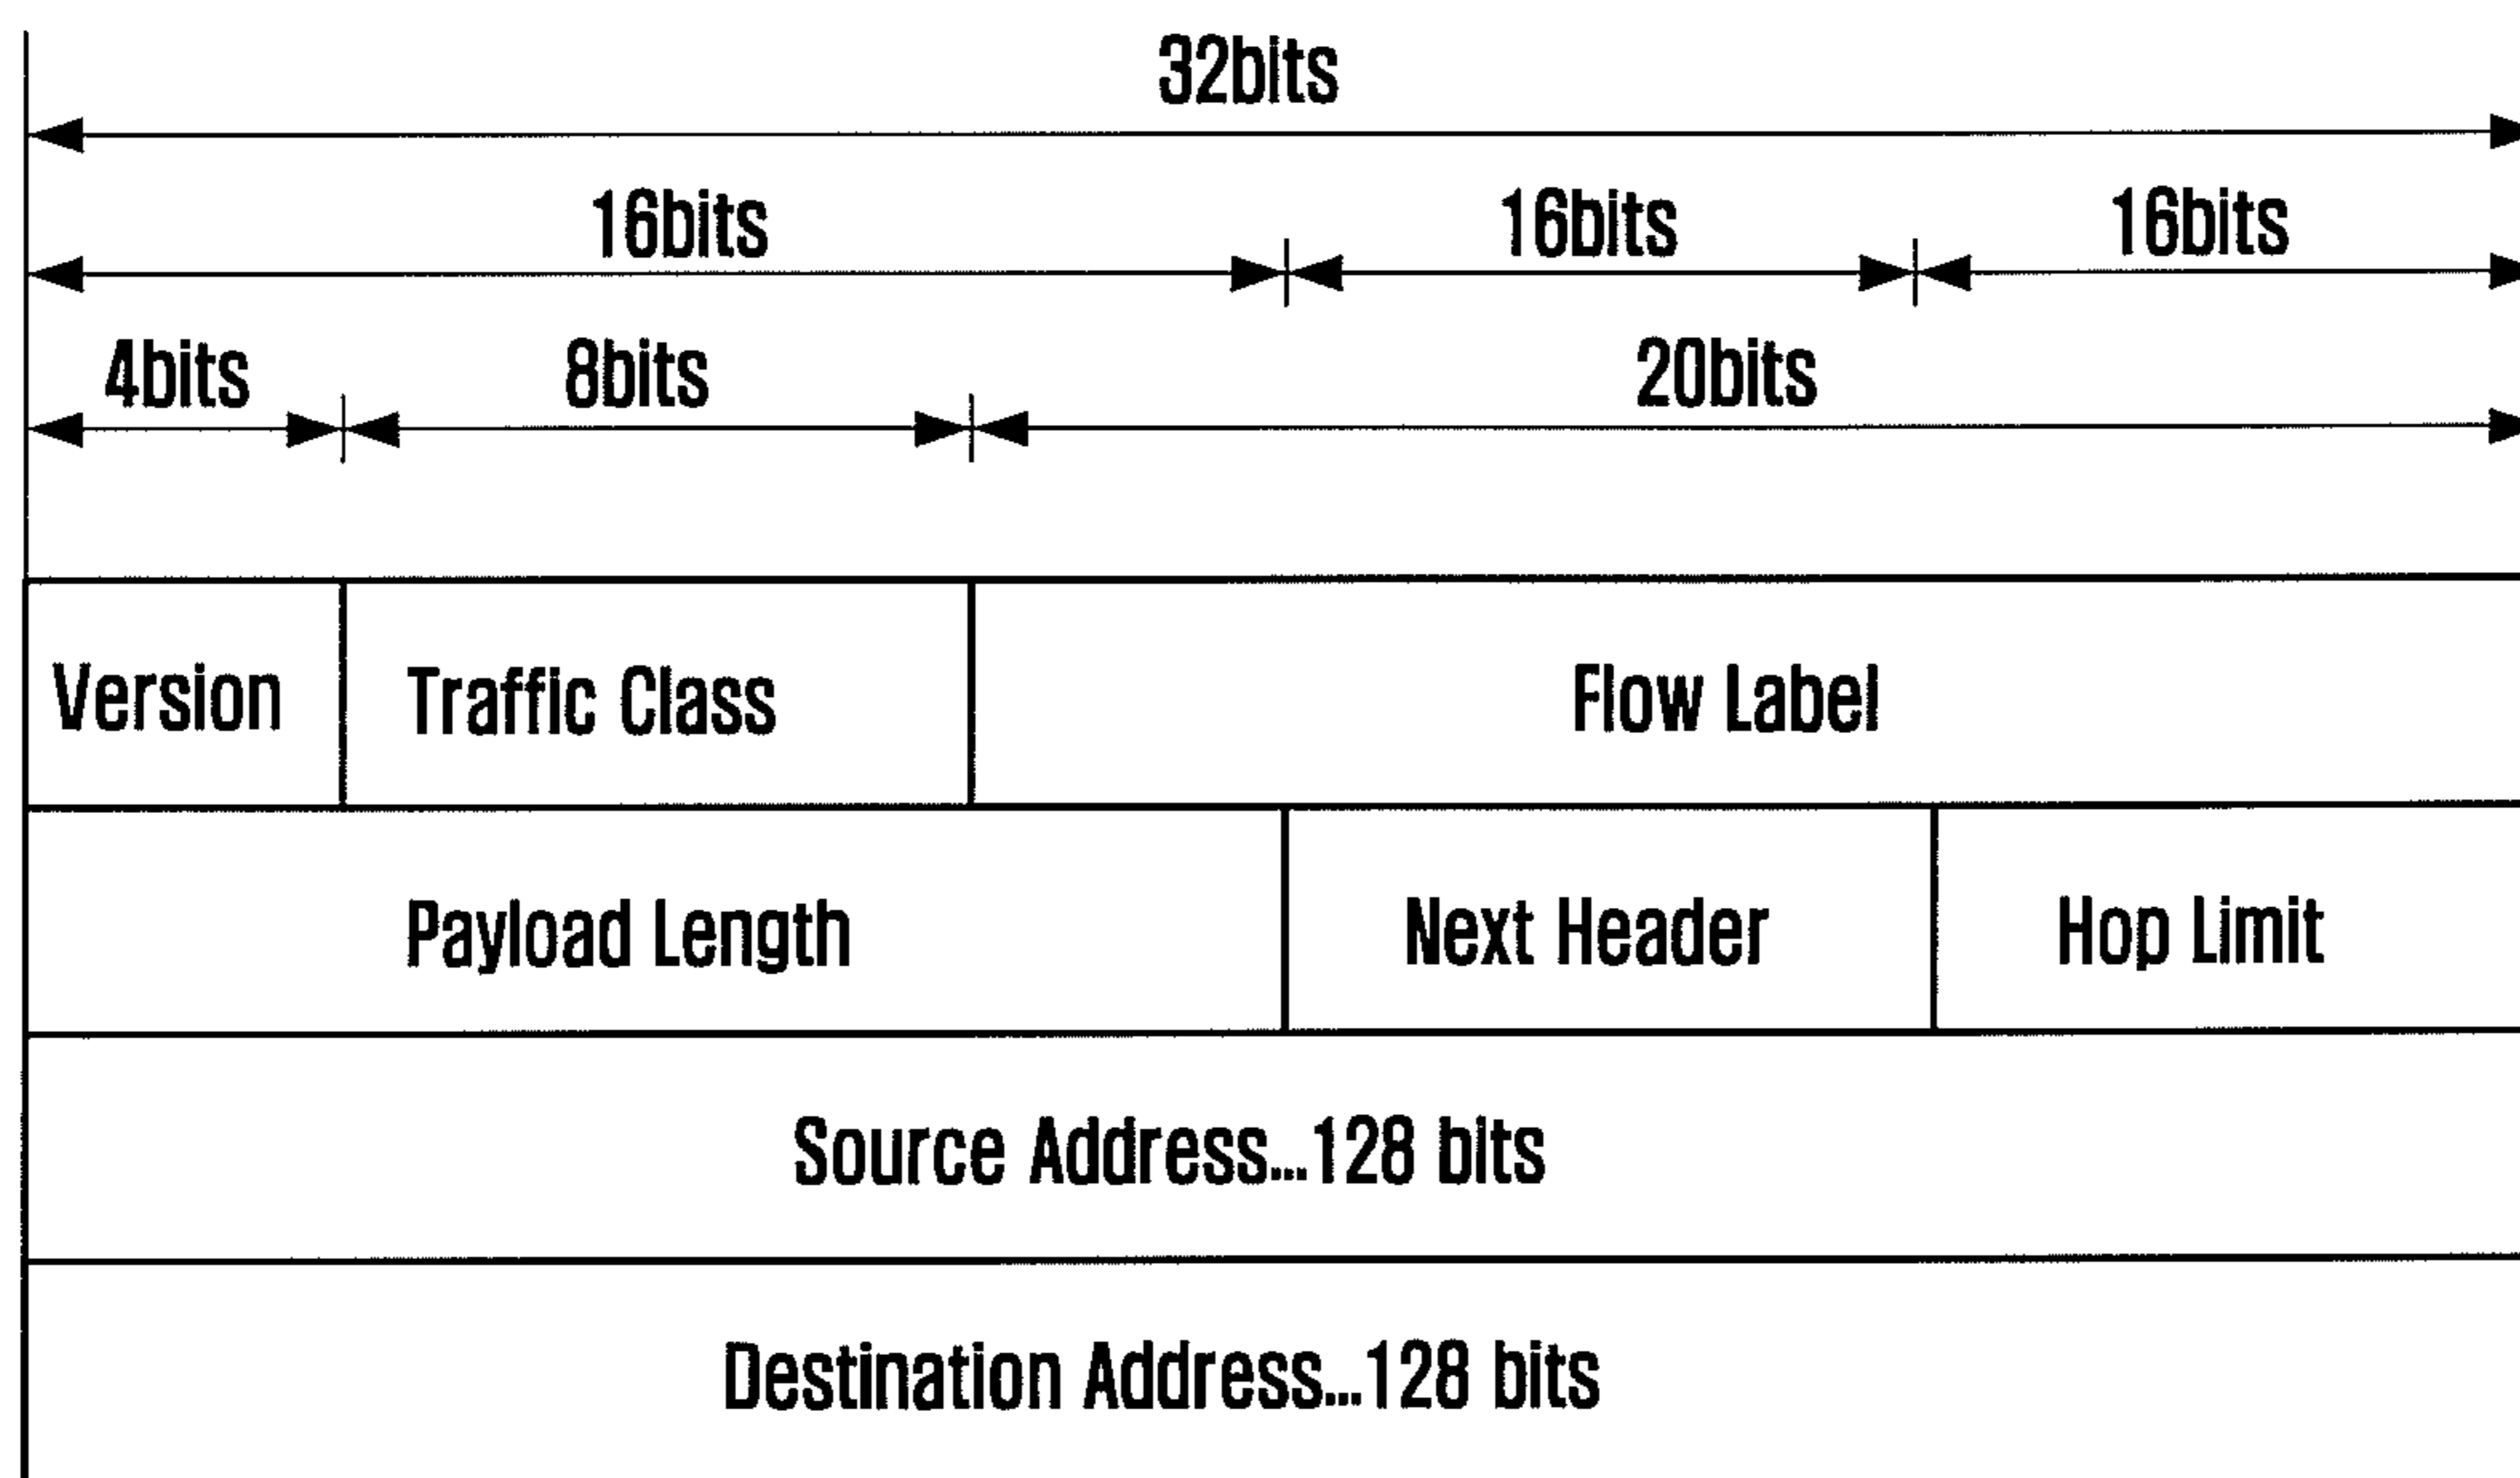 32bits
16bits 16bits 16bits
4bits 8bits 20bits
Version Traffic Class Flow Label
Payload Length Next Header Hop Limit
Source Address...128 bits
Destination Address...128 bits